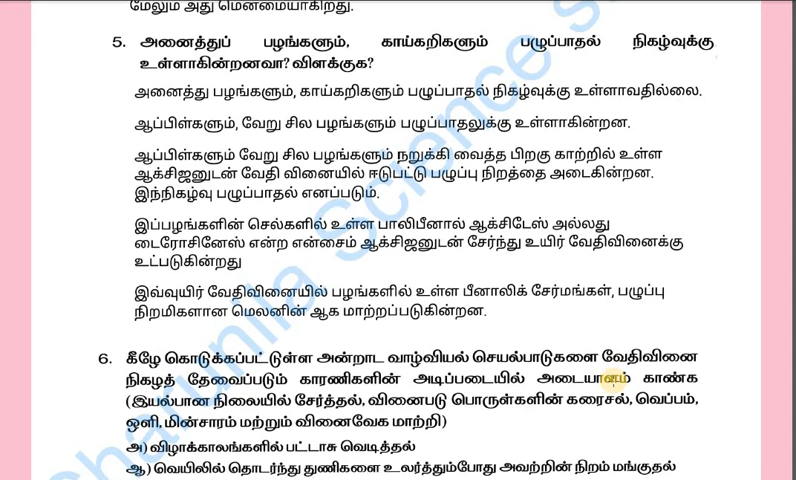 மேலும் அது மென்மையாகிறது.
5. அனைத்துப் பழங்களும், காய்கறிகளும் பழுப்பாதல் நிகழ்வுக்கு
உள்ளாகின்றனவா? விளக்குக?
அனைத்து பழங்களும், காய்கறிகளும் பழுப்பாதல் நிகழ்வுக்கு உள்ளாவதில்லை.
ஆப்பிள்களும், வேறு சில பழங்களும் பழுப்பாதலுக்கு உள்ளாகின்றன.
ஆப்பிள்களும் வேறு சில பழங்களும் நறுக்கி வைத்த பிறகு காற்றில் உள்ள
ஆக்சிஜனுடன் வேதி வினையில் ஈடுபட்டு பழுப்பு நிறத்தை அடைகின்றன.
இந்நிகழ்வு பழுப்பாதல் எனப்படும்.
இப்பழங்களின் செல்களில் உள்ள பாலிபீனால் ஆக்சிடேஸ் அல்லது
டைரோசினேஸ் என்ற என்சைம் ஆக்சிஜனுடன் சேர்ந்து உயிர் வேதிவினைக்கு
உட்படுகின்றது
இவ்வுயிர் வேதிவினையில் பழங்களில் உள்ள பீனாலிக் சேர்மங்கள், பழுப்பு
நிறமிகளான மெலனின் ஆக மாற்றப்படுகின்றன.
6. கீழே கொடுக்கப்பட்டுள்ள அன்றாட வாழ்வியல் செயல்பாடுகளை வேதிவினை
நிகழத் தேவைப்படும் காரணிகளின் அடிப்படையில் அடையாளம் காண்க
(இயல்பான நிலையில் சேர்த்தல், வினைபடு பொருள்களின் கரைசல், வெப்பம்,
ஒளி, மின்சாரம் மற்றும் வினைவேக மாற்றி)
அ) விழாக்காலங்களில் பட்டாசு வெடித்தல்
ஆ) வெயிலில் தொடர்ந்து துணிகளை உலர்த்தும்போது அவற்றின் நிறம் மங்குதல்
Charunila Science